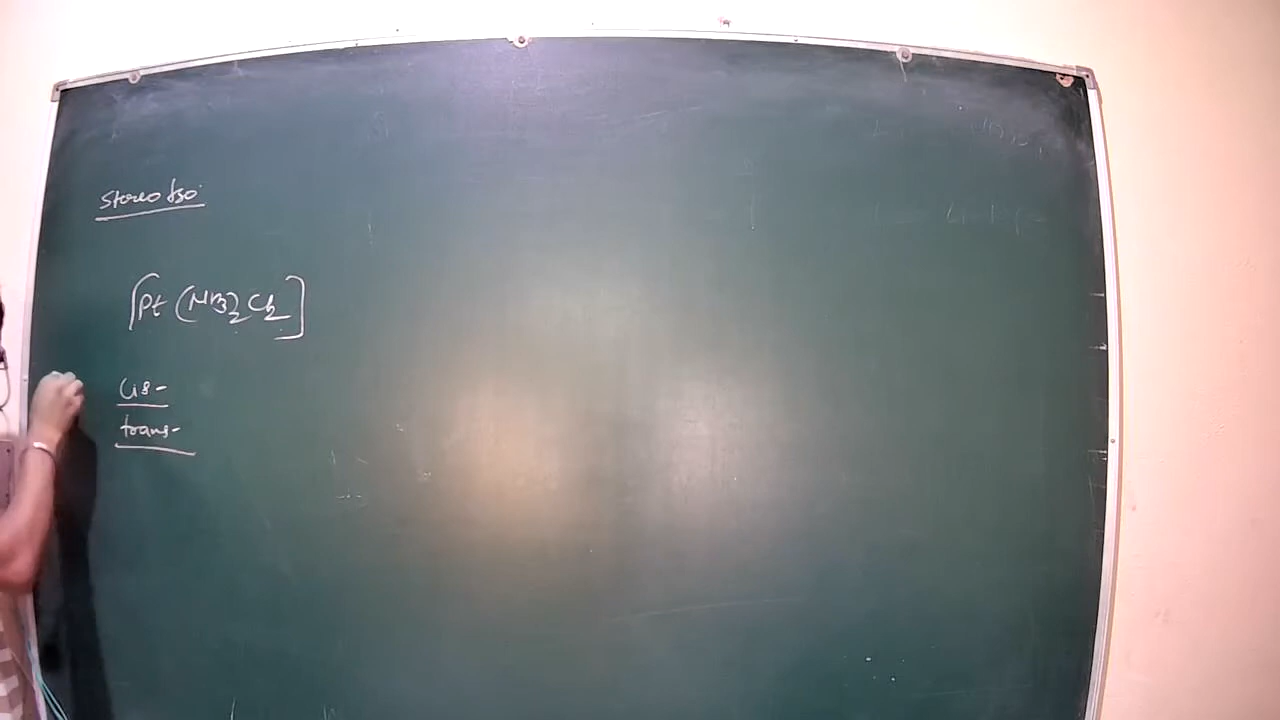 Stereo Iso.
[Pt (NH3)2 Cl2]
Cis-
trans-